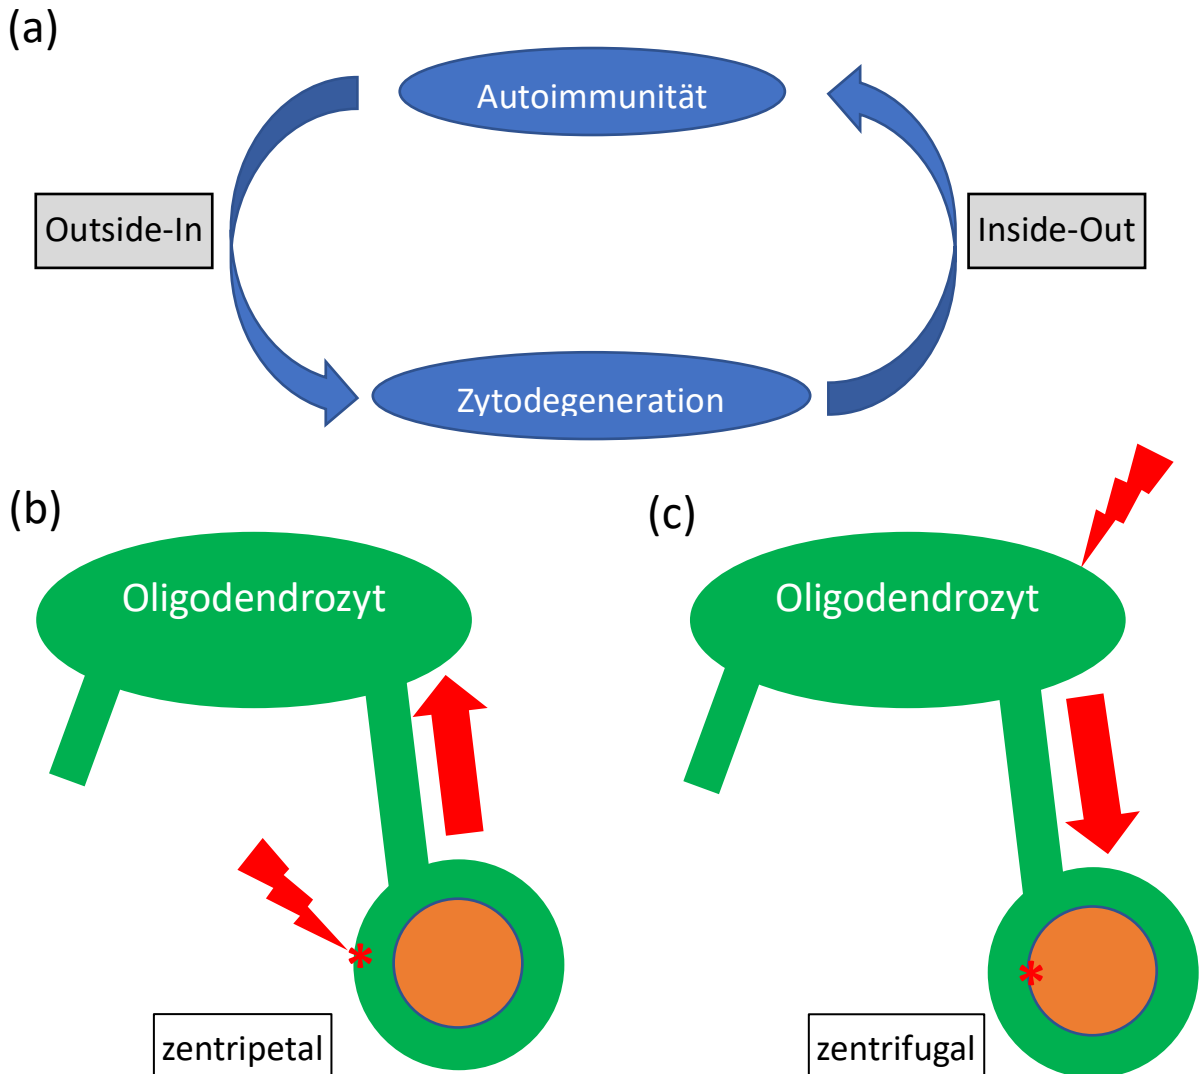 (a)
Autoimmunität
Outside-In
Inside-Out
Zytodegeneration
(b)
(c)
Oligodendrozyt
Oligodendrozyt
*
*
zentripetal
zentrifugal